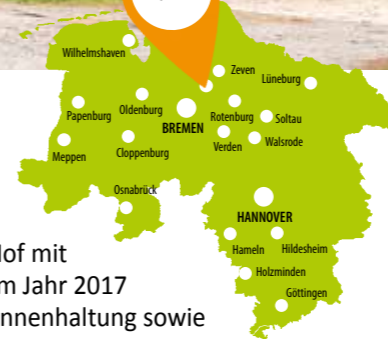 Wilhelmshaven
Zeven
Lüneburg
Papenburg
Oldenburg
Rotenburg
Soltau
BREMEN
Verden
Walsrode
Meppen
Cloppenburg
Osnabrück
HANNOVER
Hameln
Hildesheim
Holzminden
Göttingen
mit
m Jahr 2017
nnenhaltung sowie